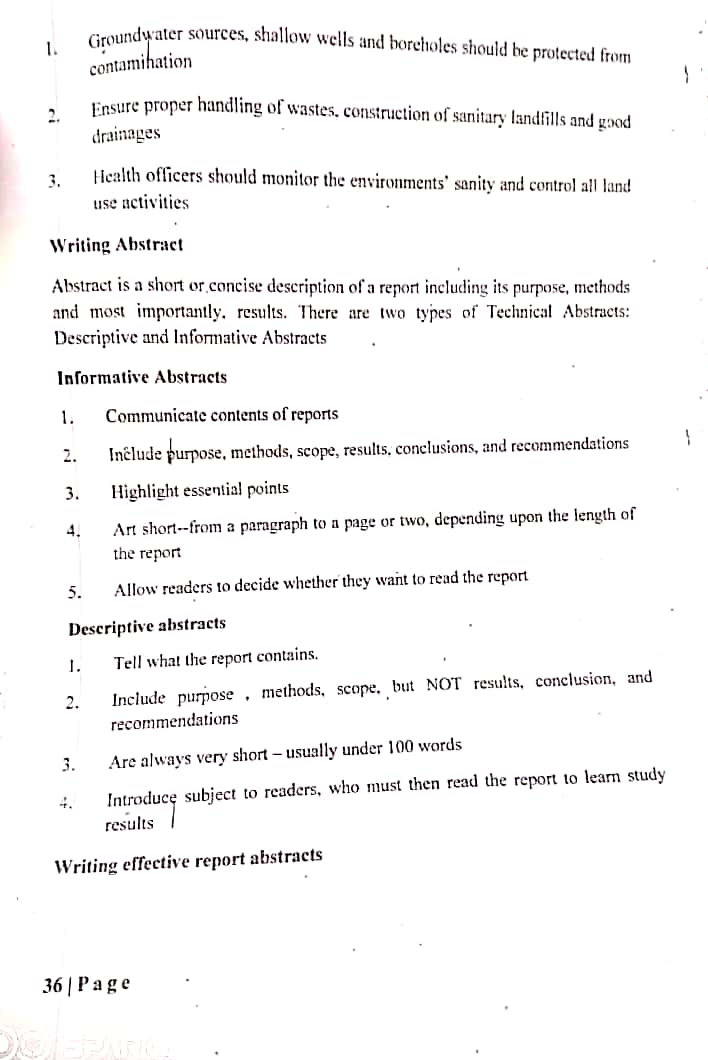 1. Groundwater sources, shallow wells and boreholes should be protected from
contamination
2. Ensure proper handling of wastes, construction of sanitary landfills and good
drainages
3. Health officers should monitor the environments' sanity and control all land
use activities
Writing Abstract
Abstract is a short or concise description of a report including its purpose, methods
and most importantly, results. There are two types of Technical Abstracts:
Descriptive and Informative Abstracts
Informative Abstracts
1. Communicate contents of reports
2. Include purpose, methods, scope, results, conclusions, and recommendations
3. Highlight essential points
4. Art short--from a paragraph to a page or two, depending upon the length of
the report
5. Allow readers to decide whether they want to read the report
Descriptive abstracts
1. Tell what the report contains.
2. Include purpose , methods, scope, but NOT results, conclusion, and
recommendations
3. Are always very short – usually under 100 words
4. Introduce subject to readers, who must then read the report to learn study
results
Writing effective report abstracts
36 | Page